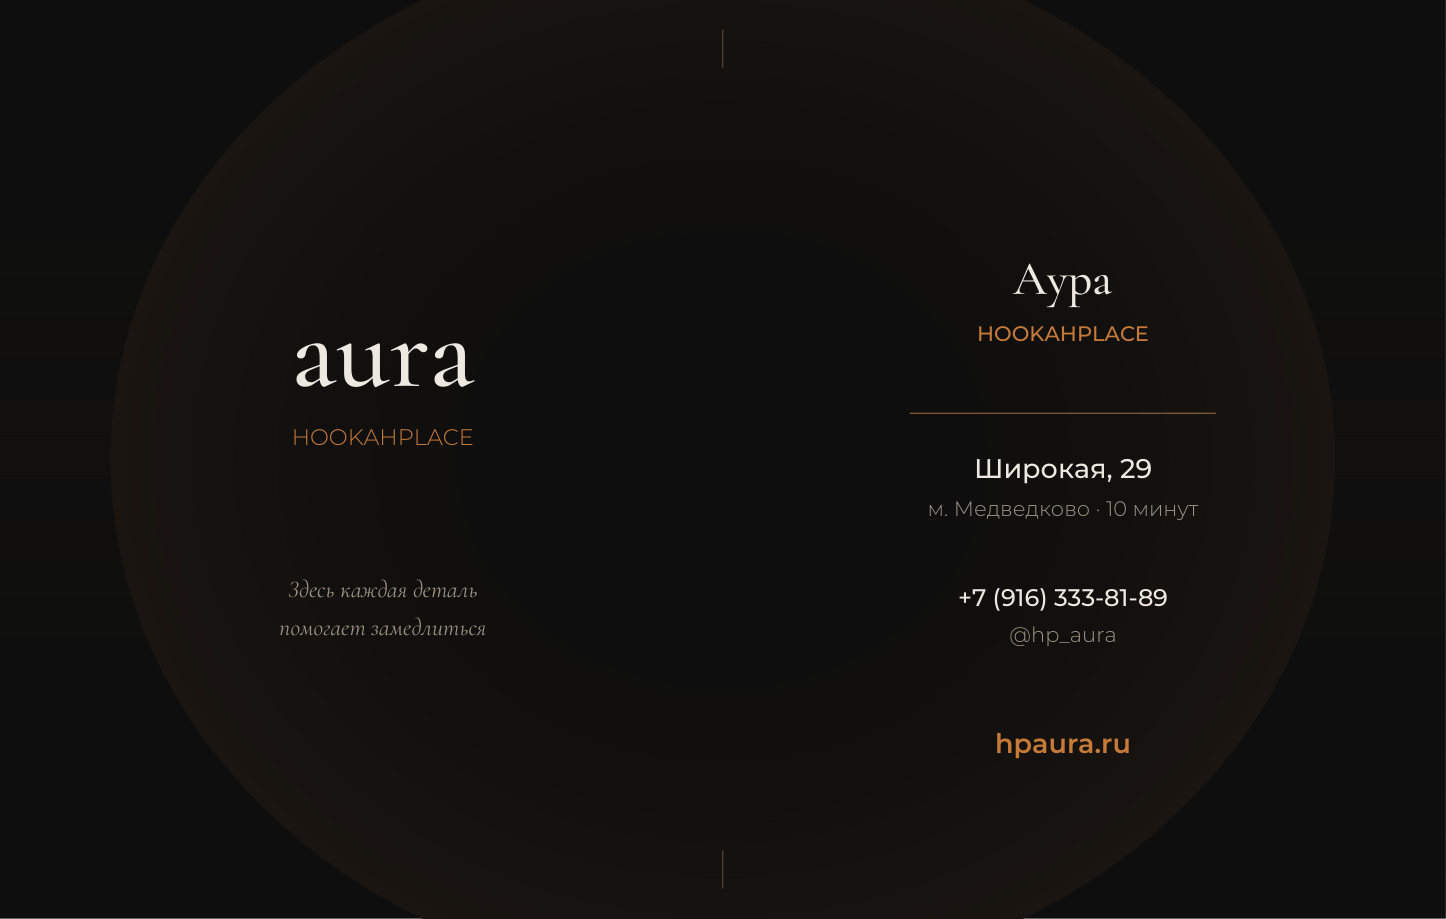 aura
HOOKAHPLACE
Здесь каждая деталь
помогает замедлиться
Аура
HOOKAHPLACE
Широкая, 29
м. Медведково · 10 минут
+7 (916) 333-81-89
@hp_aura
hpaura.ru